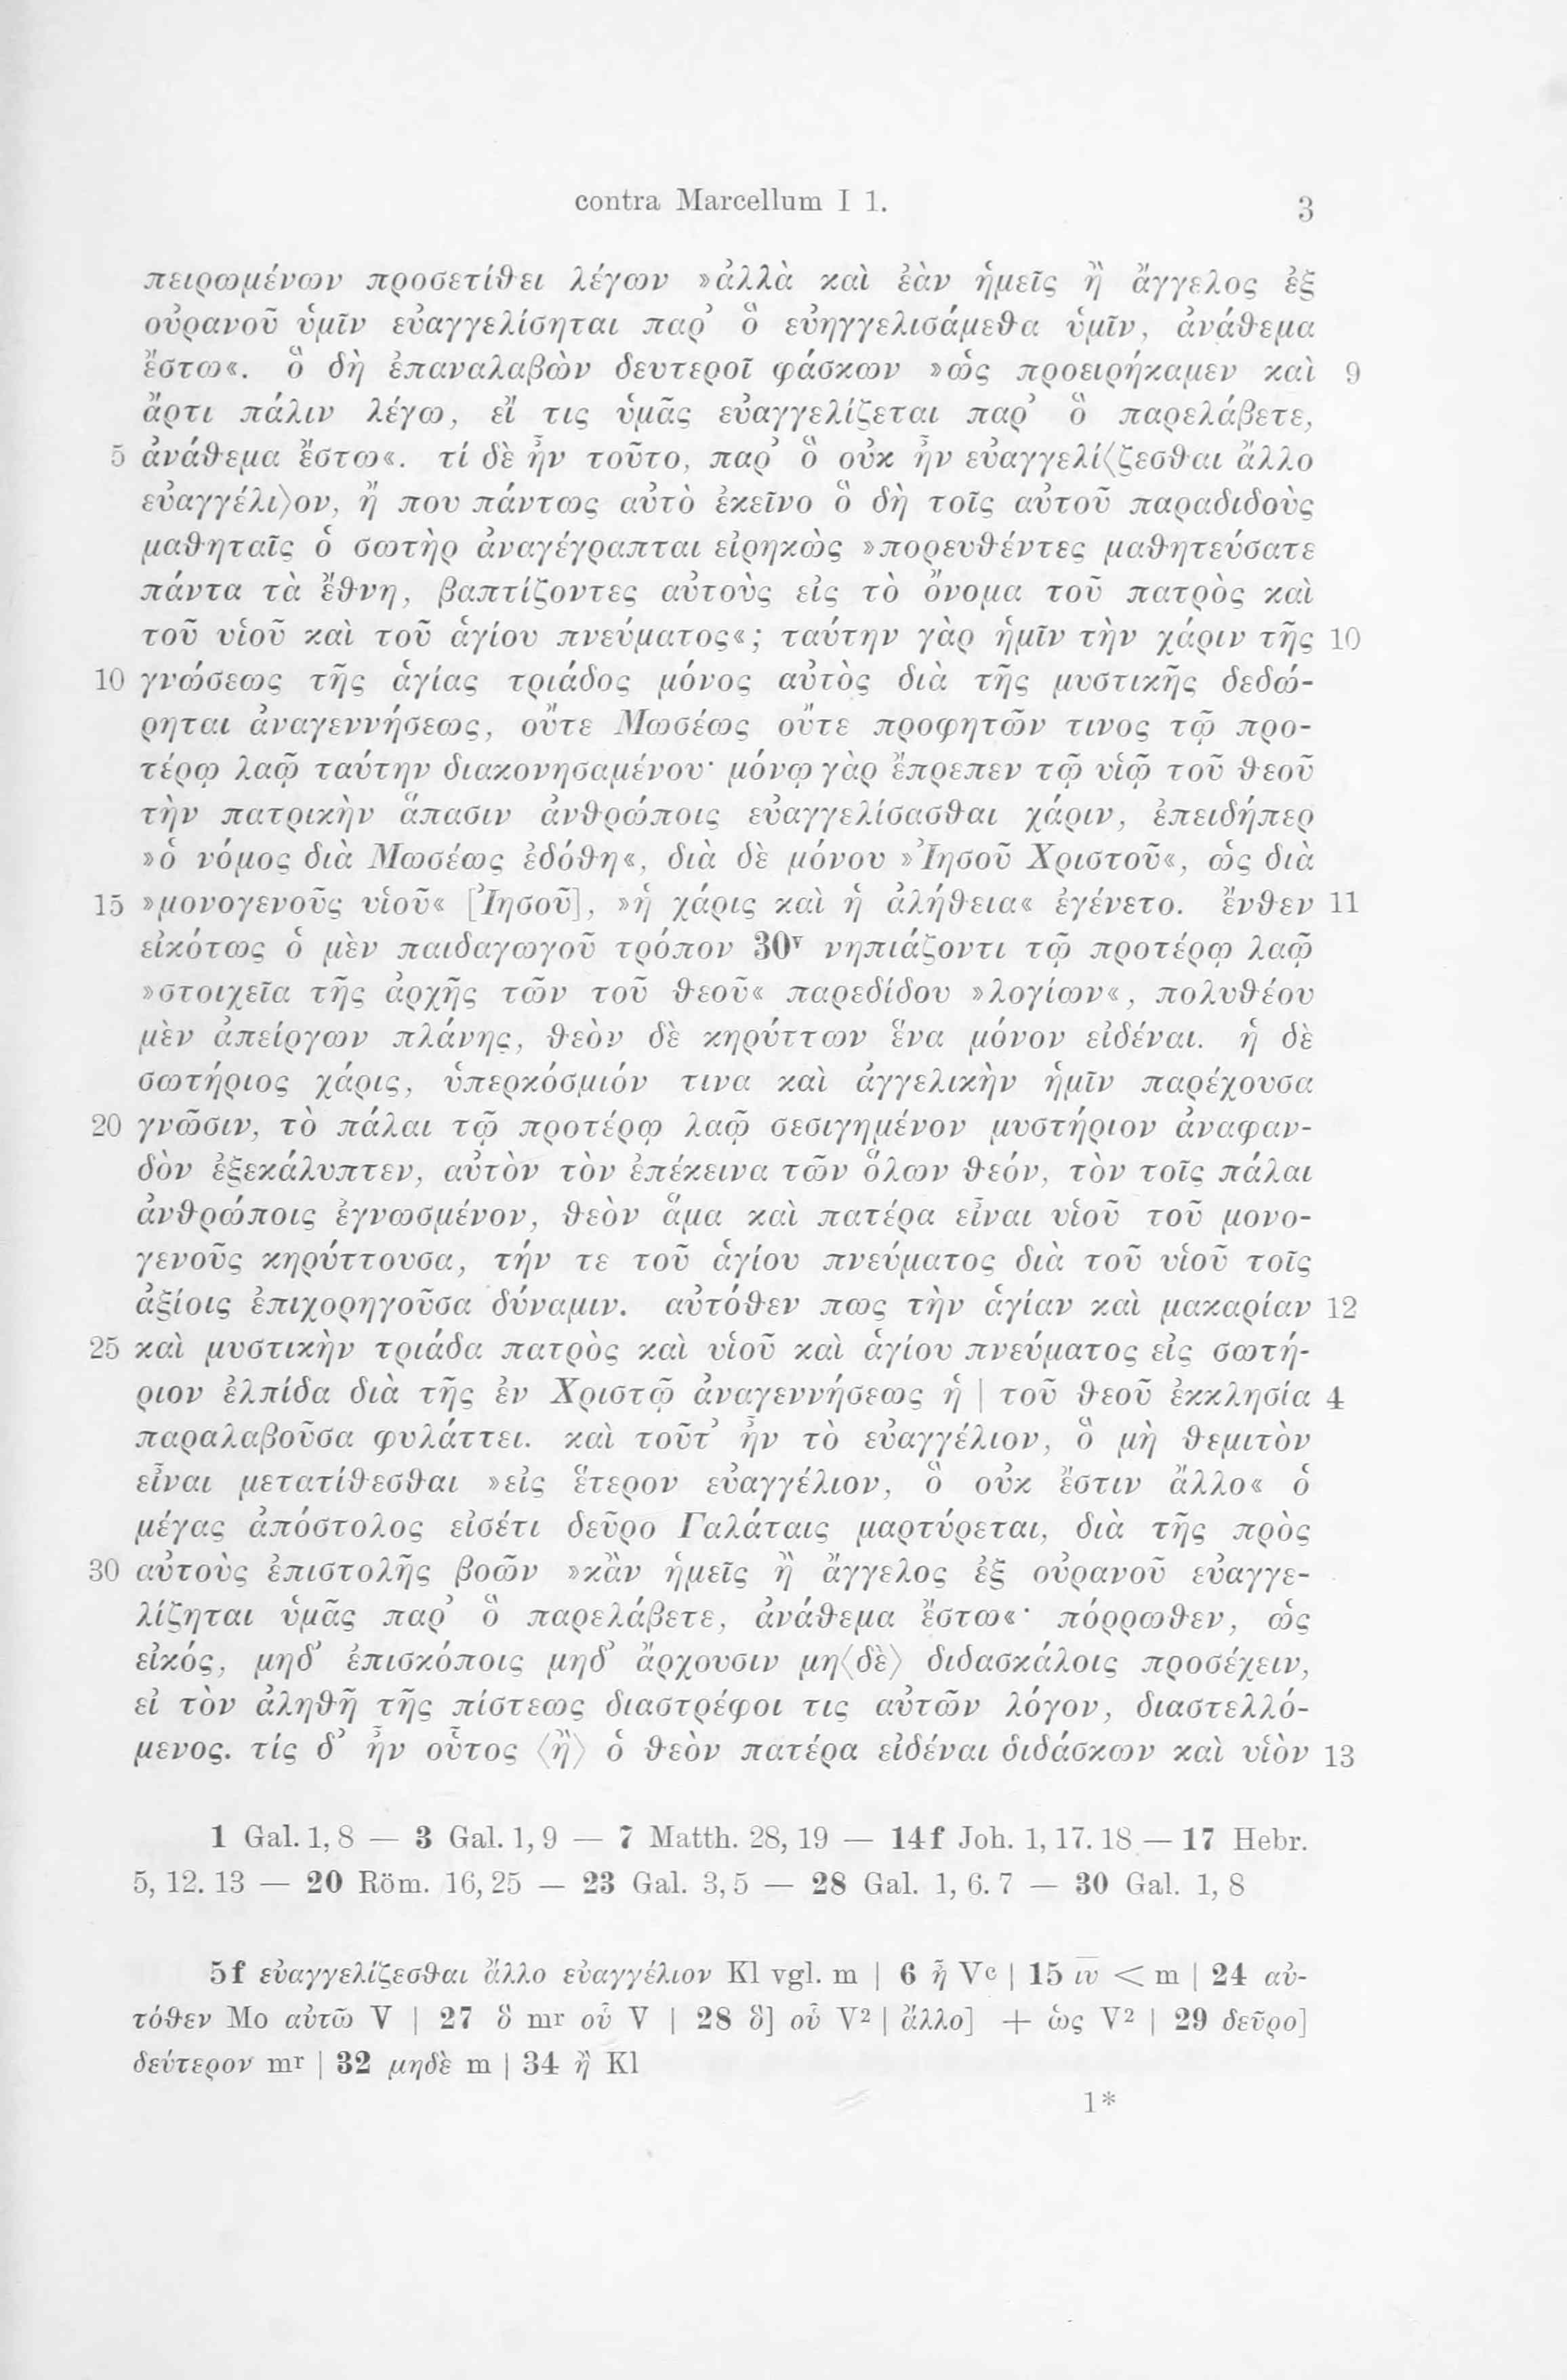 contra Marcellum I 1. 3
πειρωμένων προσετίθει λέγων »ἀλλὰ καὶ ἐὰν ἡμεῖς ἢ ἄγγελος ἐξ
οὐρανοῦ ὑμῖν εὐαγγελίσηται παρ’ ὃ εὐηγγελισάμεθα ὑμῖν, ἀνάθεμα
ἔστω«. ὃ δὴ ἐπαναλαβὼν δευτεροῖ φάσκων »ὡς προειρήκαμεν καὶ 9
ἄρτι πάλιν λέγω, εἴ τις ὑμᾶς εὐαγγελίζεται παρ’ ὃ παρελάβετε,
5 ἀνάθεμα ἔστω«. τί δὲ ἦν τοῦτο, παρ’ ὃ οὐκ ἦν εὐαγγελί⟨ζεσθαι ἄλλο
εὐαγγέλι⟩ον, ἤ που πάντως αὐτὸ ἐκεῖνο ὃ δὴ τοῖς αὐτοῦ παραδιδοὺς
μαθηταῖς ὁ σωτὴρ ἀναγέγραπται εἰρηκὼς »πορευθέντες μαθητεύσατε
πάντα τὰ ἔθνη, βαπτίζοντες αὐτοὺς εἰς τὸ ὄνομα τοῦ πατρὸς καὶ
τοῦ υἱοῦ καὶ τοῦ ἁγίου πνεύματος«; ταύτην γὰρ ἡμῖν τὴν χάριν τῆς 10
10 γνώσεως τῆς ἁγίας τριάδος μόνος αὐτὸς διὰ τῆς μυστικῆς δεδώ-
ρηται ἀναγεννήσεως, οὔτε Μωσέως οὔτε προφητῶν τινος τῷ προ-
τέρῳ λαῷ ταύτην διακονησαμένου· μόνῳ γὰρ ἔπρεπεν τῷ υἱῷ τοῦ θεοῦ
τὴν πατρικὴν ἅπασιν ἀνθρώποις εὐαγγελίσασθαι χάριν, ἐπειδήπερ
»ὁ νόμος διὰ Μωσέως ἐδόθη«, διὰ δὲ μόνου »Ἰησοῦ Χριστοῦ«, ὡς διὰ
15 »μονογενοῦς υἱοῦ« [Ἰησοῦ], »ἡ χάρις καὶ ἡ ἀλήθεια« ἐγένετο. ἔνθεν 11
εἰκότως ὁ μὲν παιδαγωγοῦ τρόπον 30ᵛ νηπιάζοντι τῷ προτέρῳ λαῷ
»στοιχεῖα τῆς ἀρχῆς τῶν τοῦ θεοῦ« παρεδίδου »λογίων«, πολυθέου
μὲν ἀπείργων πλάνης, θεὸν δὲ κηρύττων ἕνα μόνον εἰδέναι. ἡ δὲ
σωτήριος χάρις, ὑπερκόσμιόν τινα καὶ ἀγγελικὴν ἡμῖν παρέχουσα
20 γνῶσιν, τὸ πάλαι τῷ προτέρῳ λαῷ σεσιγημένον μυστήριον ἀναφαν-
δὸν ἐξεκάλυπτεν, αὐτὸν τὸν ἐπέκεινα τῶν ὅλων θεόν, τὸν τοῖς πάλαι
ἀνθρώποις ἐγνωσμένον, θεὸν ἅμα καὶ πατέρα εἶναι υἱοῦ τοῦ μονο-
γενοῦς κηρύττουσα, τήν τε τοῦ ἁγίου πνεύματος διὰ τοῦ υἱοῦ τοῖς
ἀξίοις ἐπιχορηγοῦσα δύναμιν. αὐτόθεν πως τὴν ἁγίαν καὶ μακαρίαν 12
25 καὶ μυστικὴν τριάδα πατρὸς καὶ υἱοῦ καὶ ἁγίου πνεύματος εἰς σωτή-
ριον ἐλπίδα διὰ τῆς ἐν Χριστῷ ἀναγεννήσεως ἡ | τοῦ θεοῦ ἐκκλησία 4
παραλαβοῦσα φυλάττει. καὶ τοῦτ’ ἦν τὸ εὐαγγέλιον, ὃ μὴ θεμιτὸν
εἶναι μετατίθεσθαι »εἰς ἕτερον εὐαγγέλιον, ὃ οὐκ ἔστιν ἄλλο« ὁ
μέγας ἀπόστολος εἰσέτι δεῦρο Γαλάταις μαρτύρεται, διὰ τῆς πρὸς
30 αὐτοὺς ἐπιστολῆς βοῶν »κἂν ἡμεῖς ἢ ἄγγελος ἐξ οὐρανοῦ εὐαγγε-
λίζηται ὑμᾶς παρ’ ὃ παρελάβετε, ἀνάθεμα ἔστω«· πόρρωθεν, ὡς
εἰκός, μηδ’ ἐπισκόποις μηδ’ ἄρχουσιν μη⟨δὲ⟩ διδασκάλοις προσέχειν,
εἰ τὸν ἀληθῆ τῆς πίστεως διαστρέφοι τις αὐτῶν λόγον, διαστελλό-
μενος. τίς δ’ ἦν οὗτος ⟨ἢ⟩ ὁ θεὸν πατέρα εἰδέναι διδάσκων καὶ υἱὸν 13
1 Gal. 1, 8 — 3 Gal. 1, 9 — 7 Matth. 28, 19 — 14f Joh. 1, 17. 18 — 17 Hebr.
5, 12. 13 — 20 Röm. 16, 25 — 23 Gal. 3, 5 — 28 Gal. 1, 6. 7 — 30 Gal. 1, 8
5f εὐαγγελίζεσθαι ἄλλο εὐαγγέλιον Kl vgl. m | 6 ἦ Vᶜ | 15 ιυ̅ < m | 24 αὐ-
τόθεν Mo αὐτῶ V | 27 ὃ mʳ οὗ V | 28 ὃ] οὗ V² | ἄλλο] + ὡς V² | 29 δεῦρο]
δεύτερον mʳ | 32 μηδὲ m | 34 ἢ Kl
1*